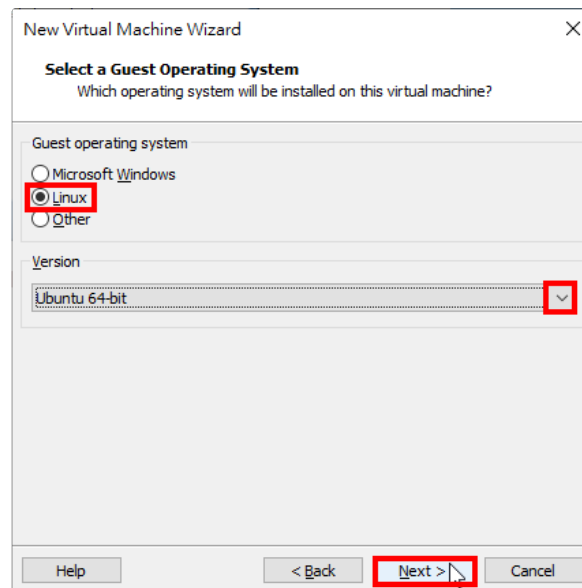 New Virtual Machine Wizard
Select a Guest Operating System
Which operating system will be installed on this virtual machine?
Guest operating system
Microsoft Windows
Linux
Other
Version
Ubuntu 64-bit
Help
< Back
Next >
Cancel